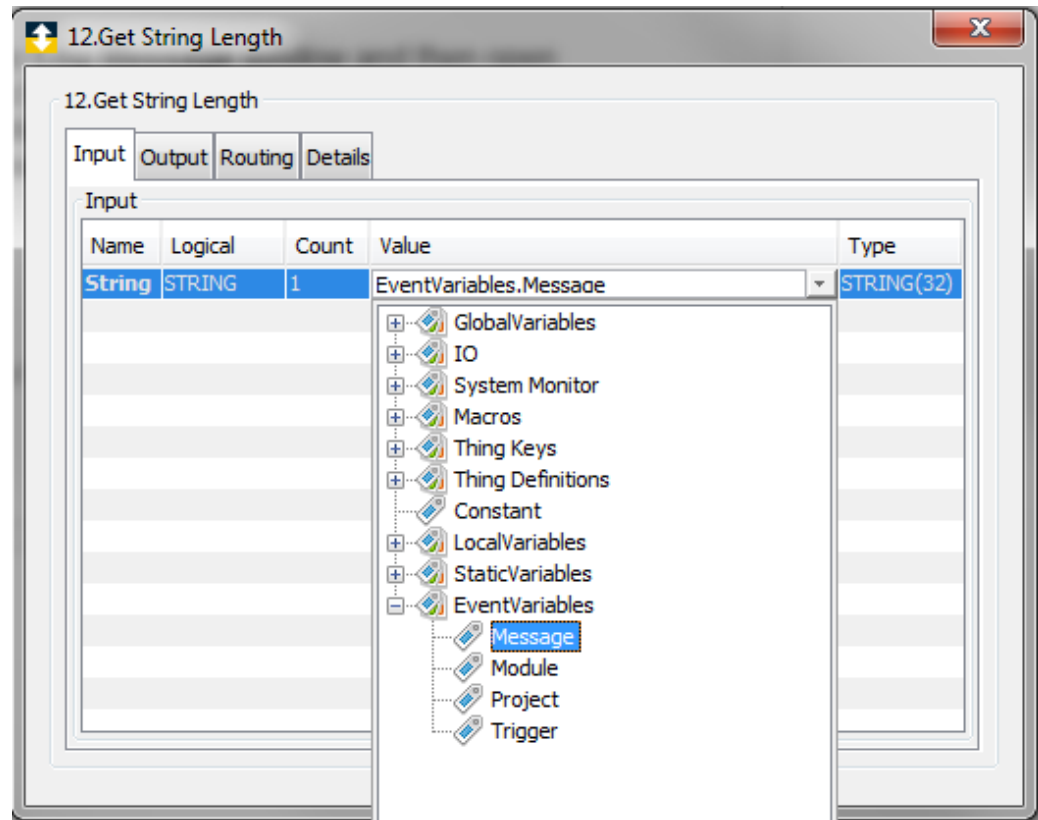 12.Get String Length
12.Get String Length
Input Output Routing Details
Input
Name Logical Count Value Type
String STRING 1 EventVariables.Message STRING(32)
GlobalVariables
IO
System Monitor
Macros
Thing Keys
Thing Definitions
Constant
LocalVariables
StaticVariables
EventVariables
Message
Module
Project
Trigger